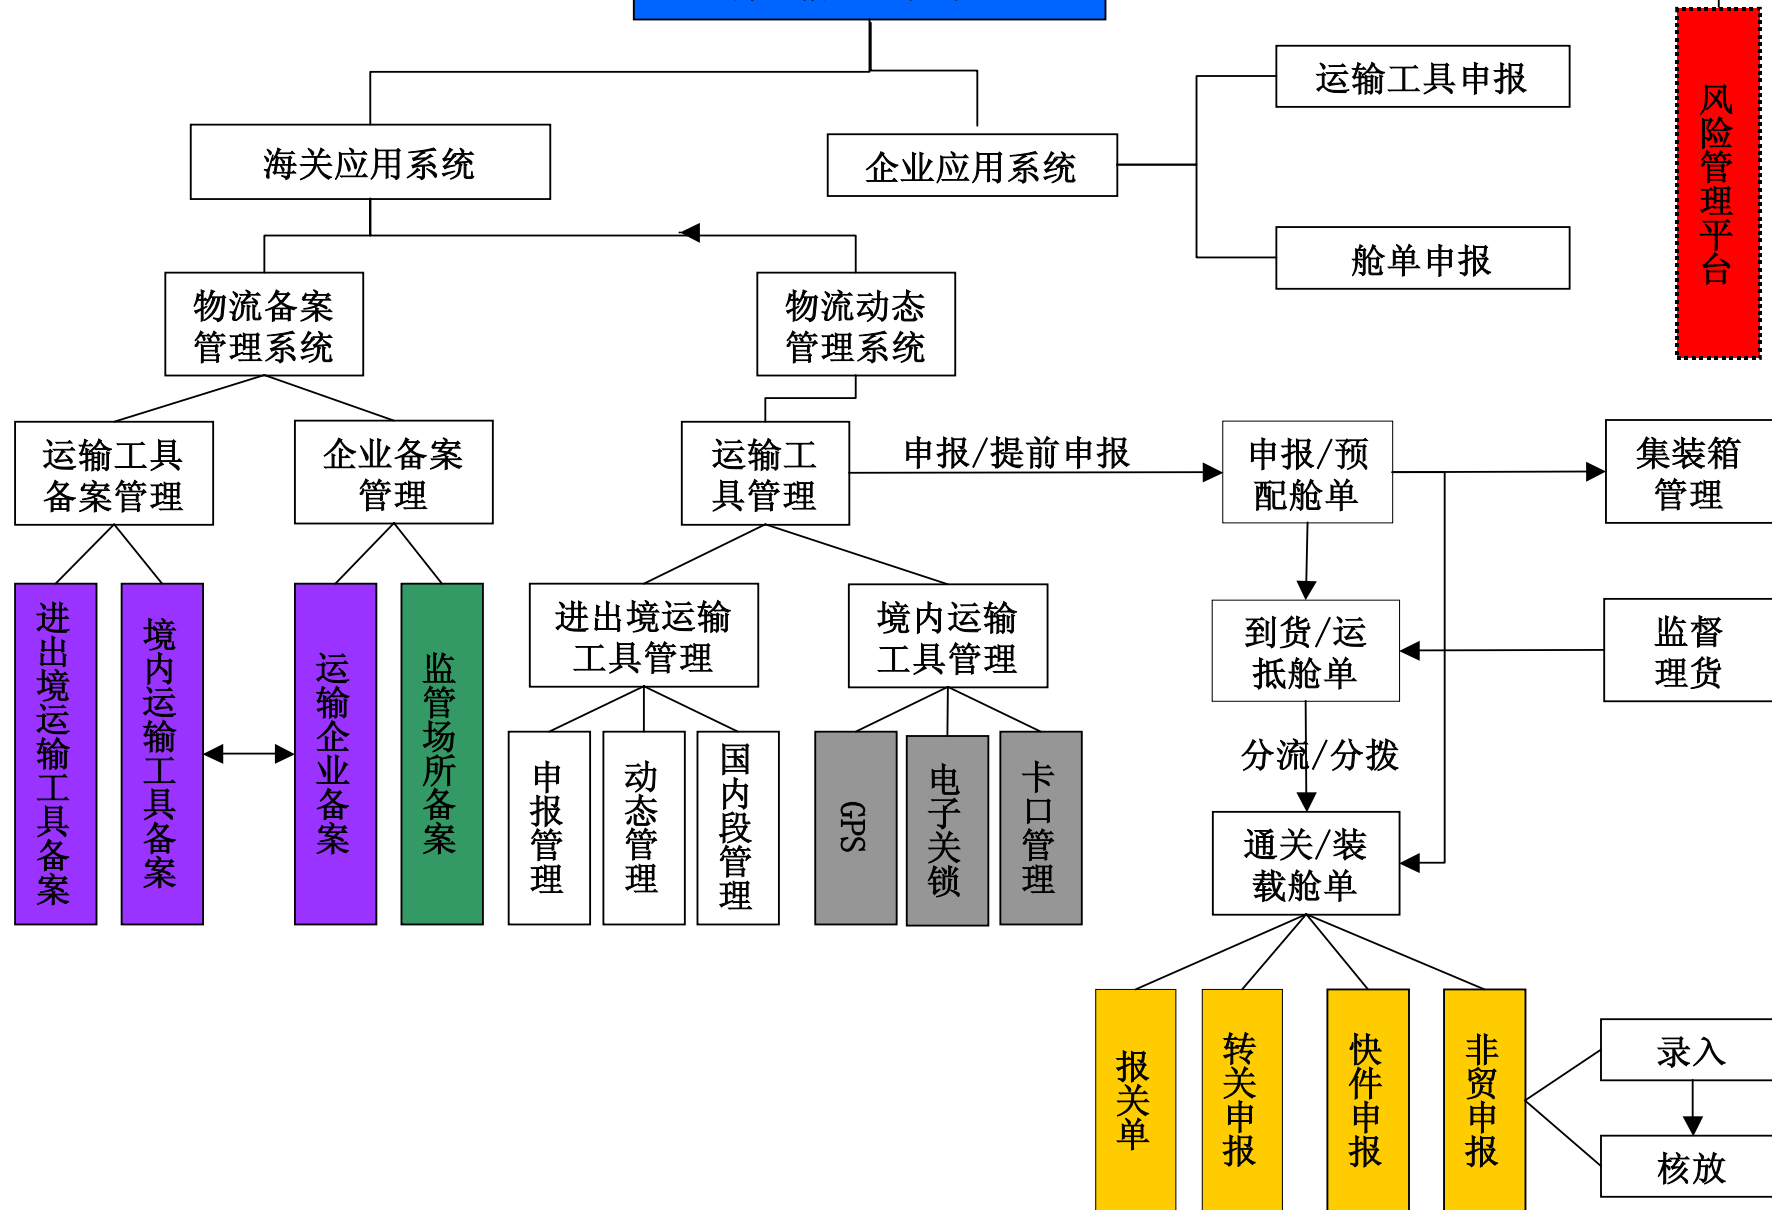 运输工具申报
风险管理平台
海关应用系统
企业应用系统
舱单申报
物流备案
管理系统
物流动态
管理系统
运输工具
备案管理
企业备案
管理
运输工
具管理
申报/提前申报
申报/预
配舱单
集装箱
管理
进出境运输工具备案
境内运输工具备案
运输企业备案
监管场所备案
进出境运输
工具管理
境内运输
工具管理
到货/运
抵舱单
监督
理货
申报管理
动态管理
国内段管理
GPS
电子关锁
卡口管理
分流/分拨
通关/装
载舱单
报关单
转关申报
快件申报
非贸申报
录入
核放